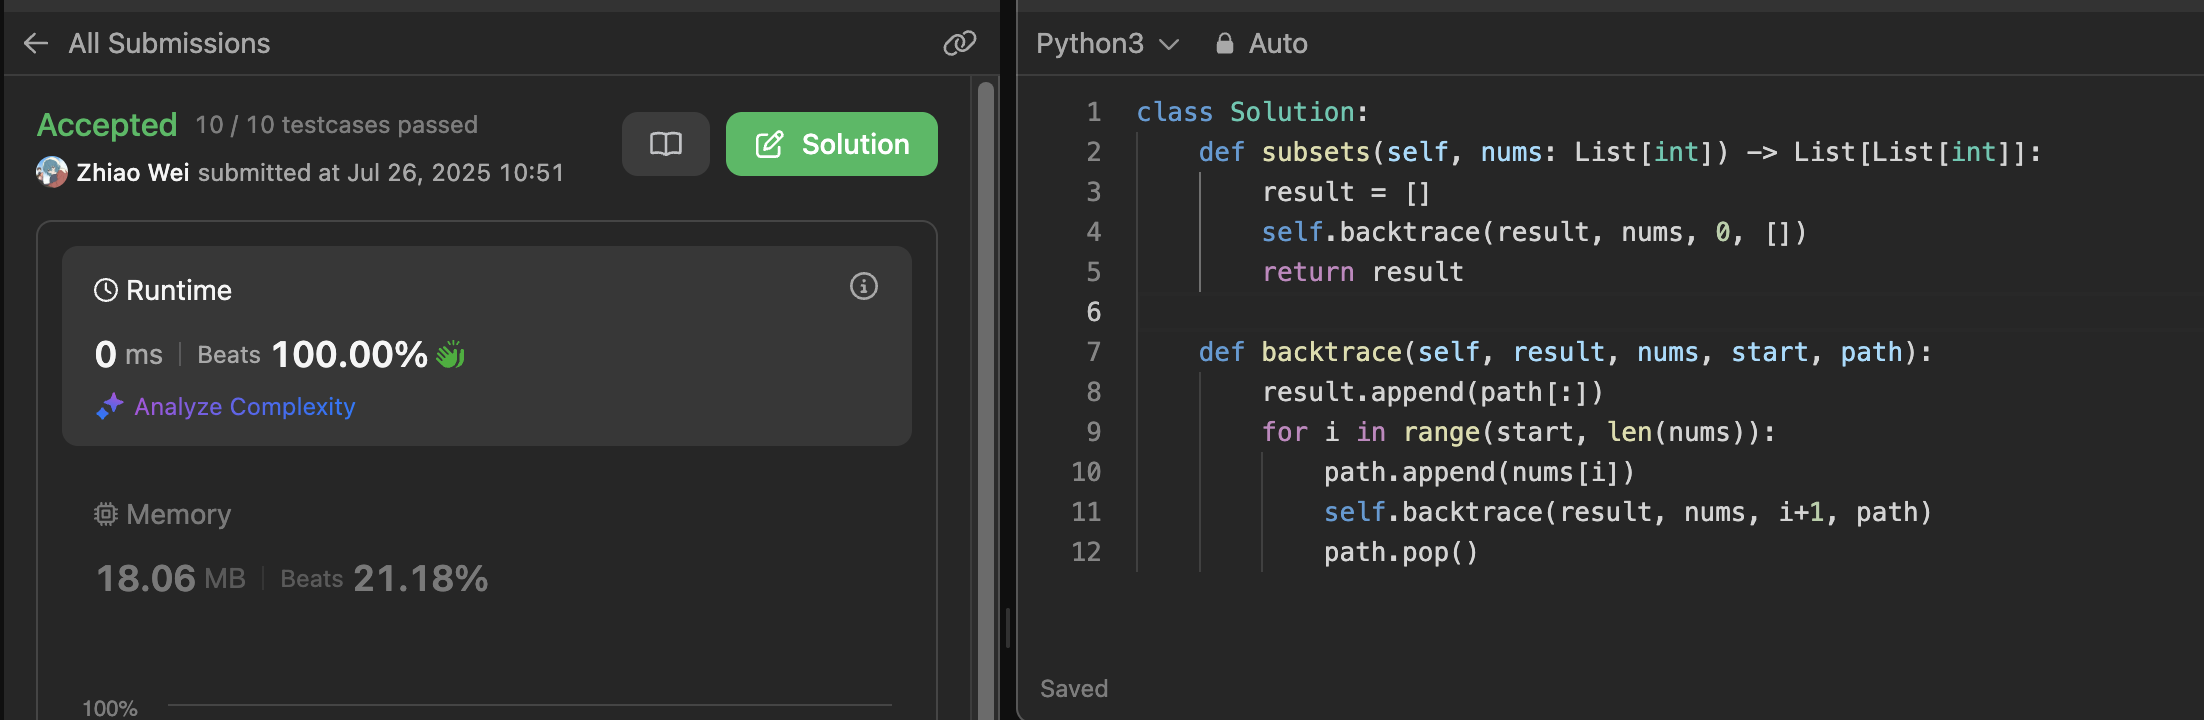 All Submissions
Accepted 10 / 10 testcases passed
Zhiao Wei submitted at Jul 26, 2025 10:51
Solution
Runtime
0 ms | Beats 100.00%
Analyze Complexity
Memory
18.06 MB | Beats 21.18%
100%
Python3 Auto
1 class Solution:
2     def subsets(self, nums: List[int]) -> List[List[int]]:
3         result = []
4         self.backtrace(result, nums, 0, [])
5         return result
6
7     def backtrace(self, result, nums, start, path):
8         result.append(path[:])
9         for i in range(start, len(nums)):
10             path.append(nums[i])
11             self.backtrace(result, nums, i+1, path)
12             path.pop()
Saved